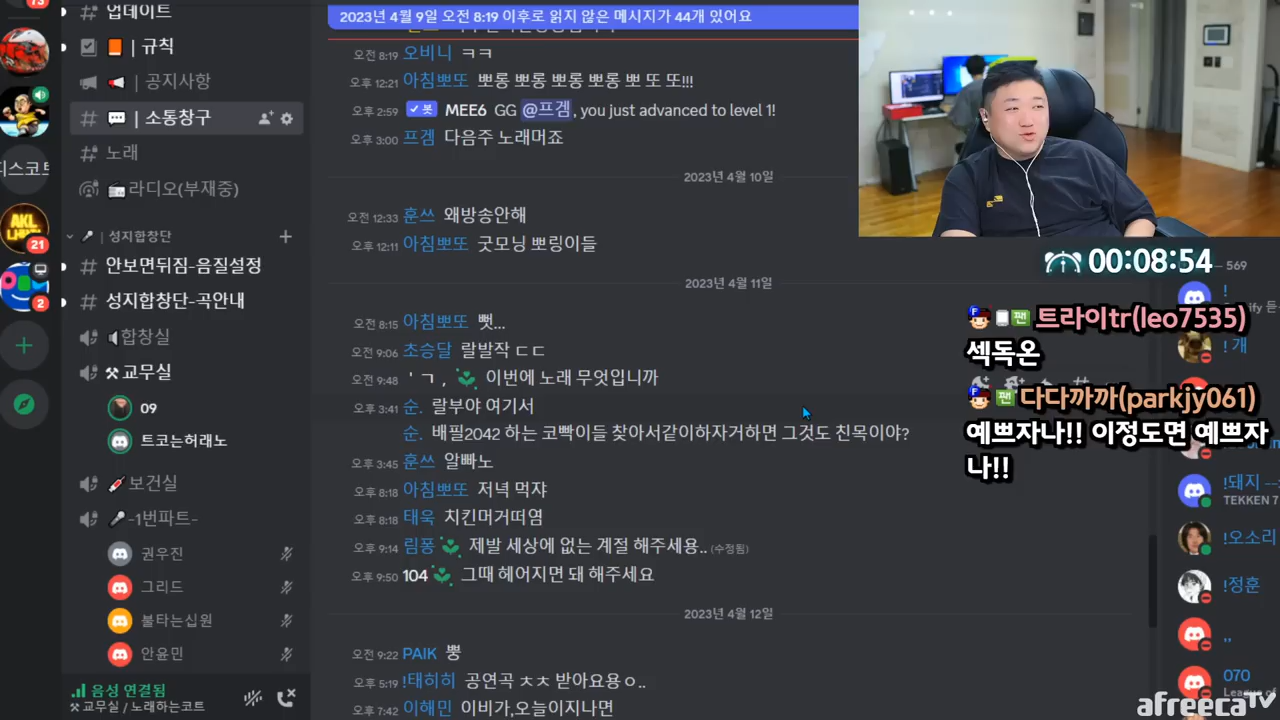 업데이트
| 규칙
| 공지사항
| 소통창구
노래
라디오(부재중)
| 성지합창단
안보면뒤짐-음질설정
성지합창단-곡안내
합창실
교무실
09
트코는허래노
보건실
-1번파트-
권우진
그리드
불타는십원
안윤민
음성 연결됨
교무실 / 노래하는코트
디스코트
AKL
21
2
2023년 4월 9일 오전 8:19 이후로 읽지 않은 메시지가 44개 있어요
오전 8:19 오비니 ㅋㅋ
오후 12:21 아침뽀또 뽀롱 뽀롱 뽀롱 뽀롱 뽀 또 또!!!
오후 2:59 ✓ 봇 MEE6 GG @프겜, you just advanced to level 1!
오후 3:00 프겜 다음주 노래머죠
2023년 4월 10일
오전 12:33 훈쓰 왜방송안해
오후 12:11 아침뽀또 굿모닝 뽀링이들
2023년 4월 11일
오전 8:15 아침뽀또 뻣...
오전 9:06 초승달 랄발작 ㄷㄷ
오전 9:48 ' ㄱ , 이번에 노래 무엇입니까
오후 3:41 순. 랄부야 여기서
순. 배필2042 하는 코빡이들 찾아서같이하자거하면 그것도 친목이야?
오후 3:45 훈쓰 알빠노
오후 8:18 아침뽀또 저녁 먹쟈
오후 8:18 태욱 치킨머거떠염
오후 9:14 림퐁 제발 세상에 없는 계절 해주세요.. (수정됨)
오후 9:50 104 그때 헤어지면 돼 해주세요
2023년 4월 12일
오전 9:22 PAIK 뿡
오후 5:19 !태히히 공연곡 ㅊㅊ 받아요용ㅇ..
오후 7:42 이해민 이비가,오늘이지나면
00:08:54
569
F 팬 트라이tr(leo7535)
섹독온
F 팬 다다까까(parkjy061)
예쁘자나!! 이정도면 예쁘자
나!!
!
! 개
!돼지
TEKKEN 7
!오소리
!정훈
,,
070
afreecaTV